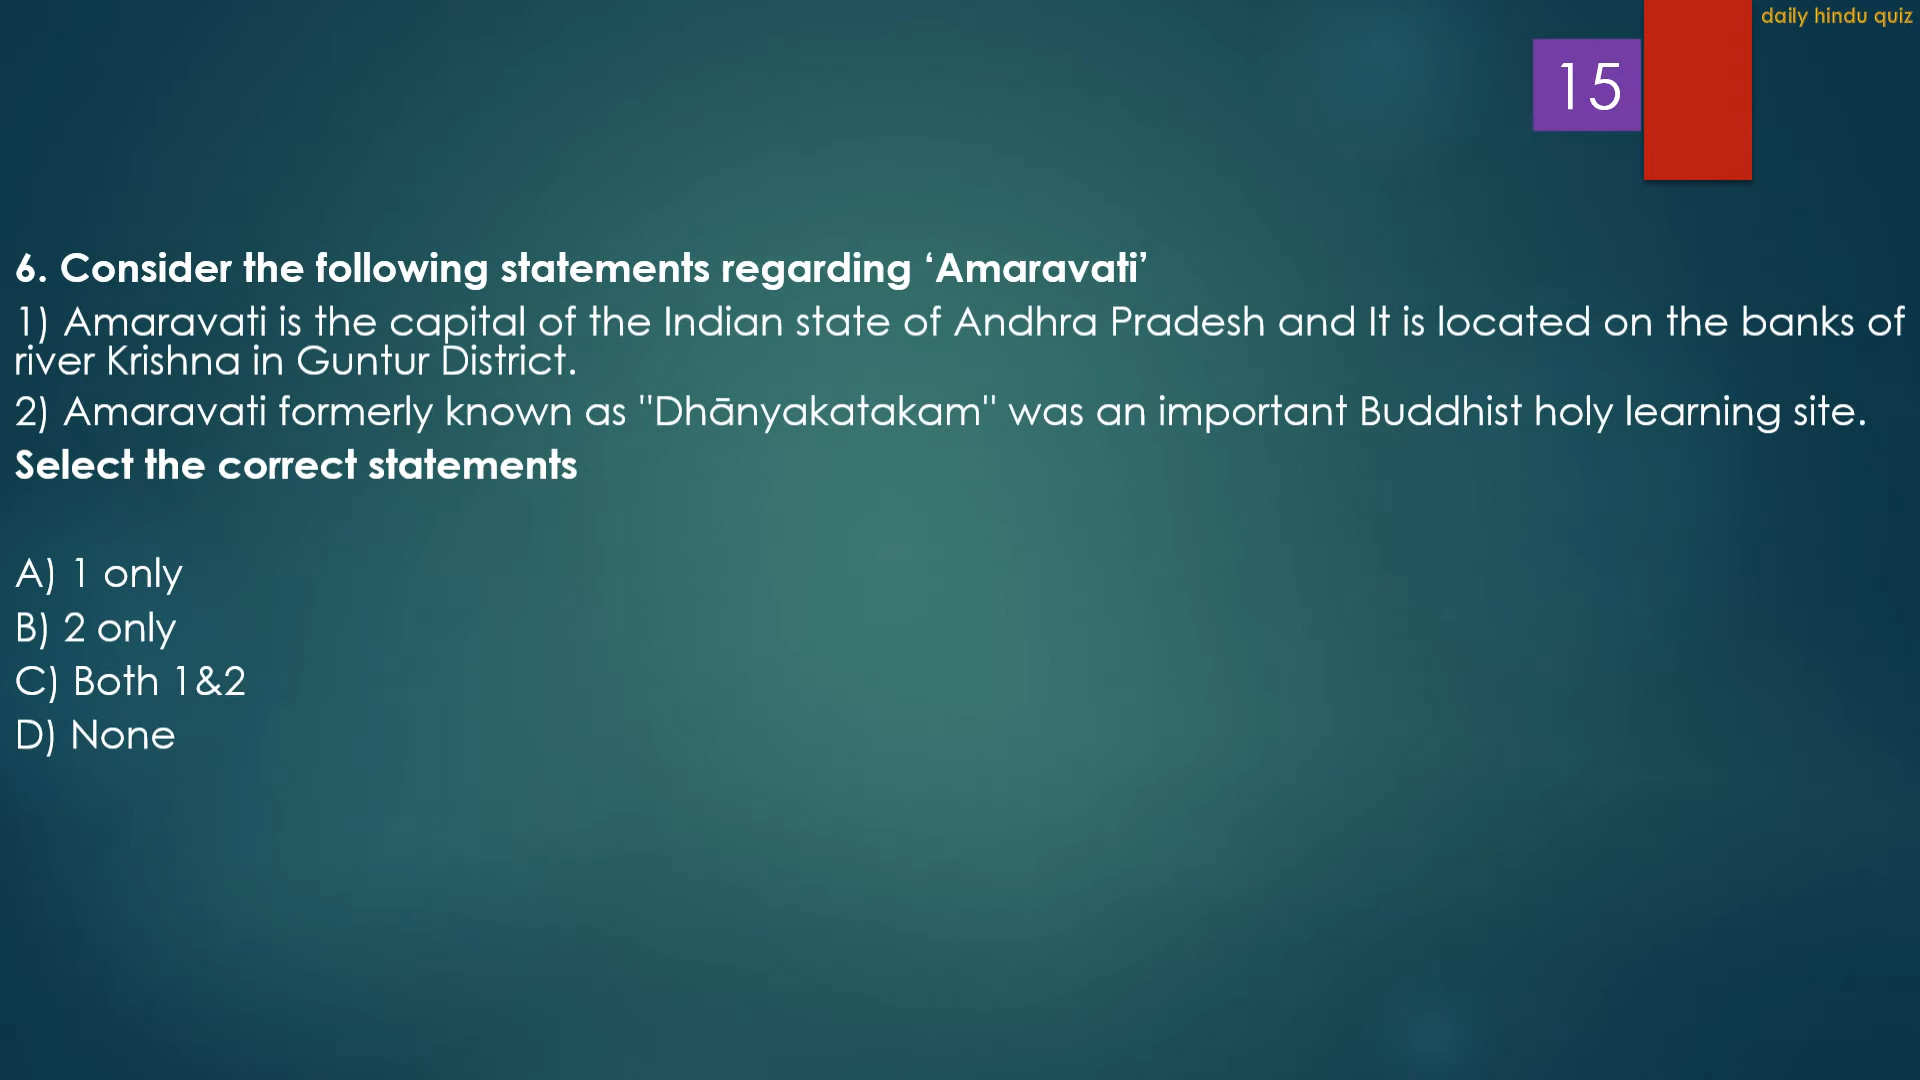 daily hindu quiz
15
6. Consider the following statements regarding ‘Amaravati’
1) Amaravati is the capital of the Indian state of Andhra Pradesh and It is located on the banks of
river Krishna in Guntur District.
2) Amaravati formerly known as "Dhānyakatakam" was an important Buddhist holy learning site.
Select the correct statements
A) 1 only
B) 2 only
C) Both 1&2
D) None